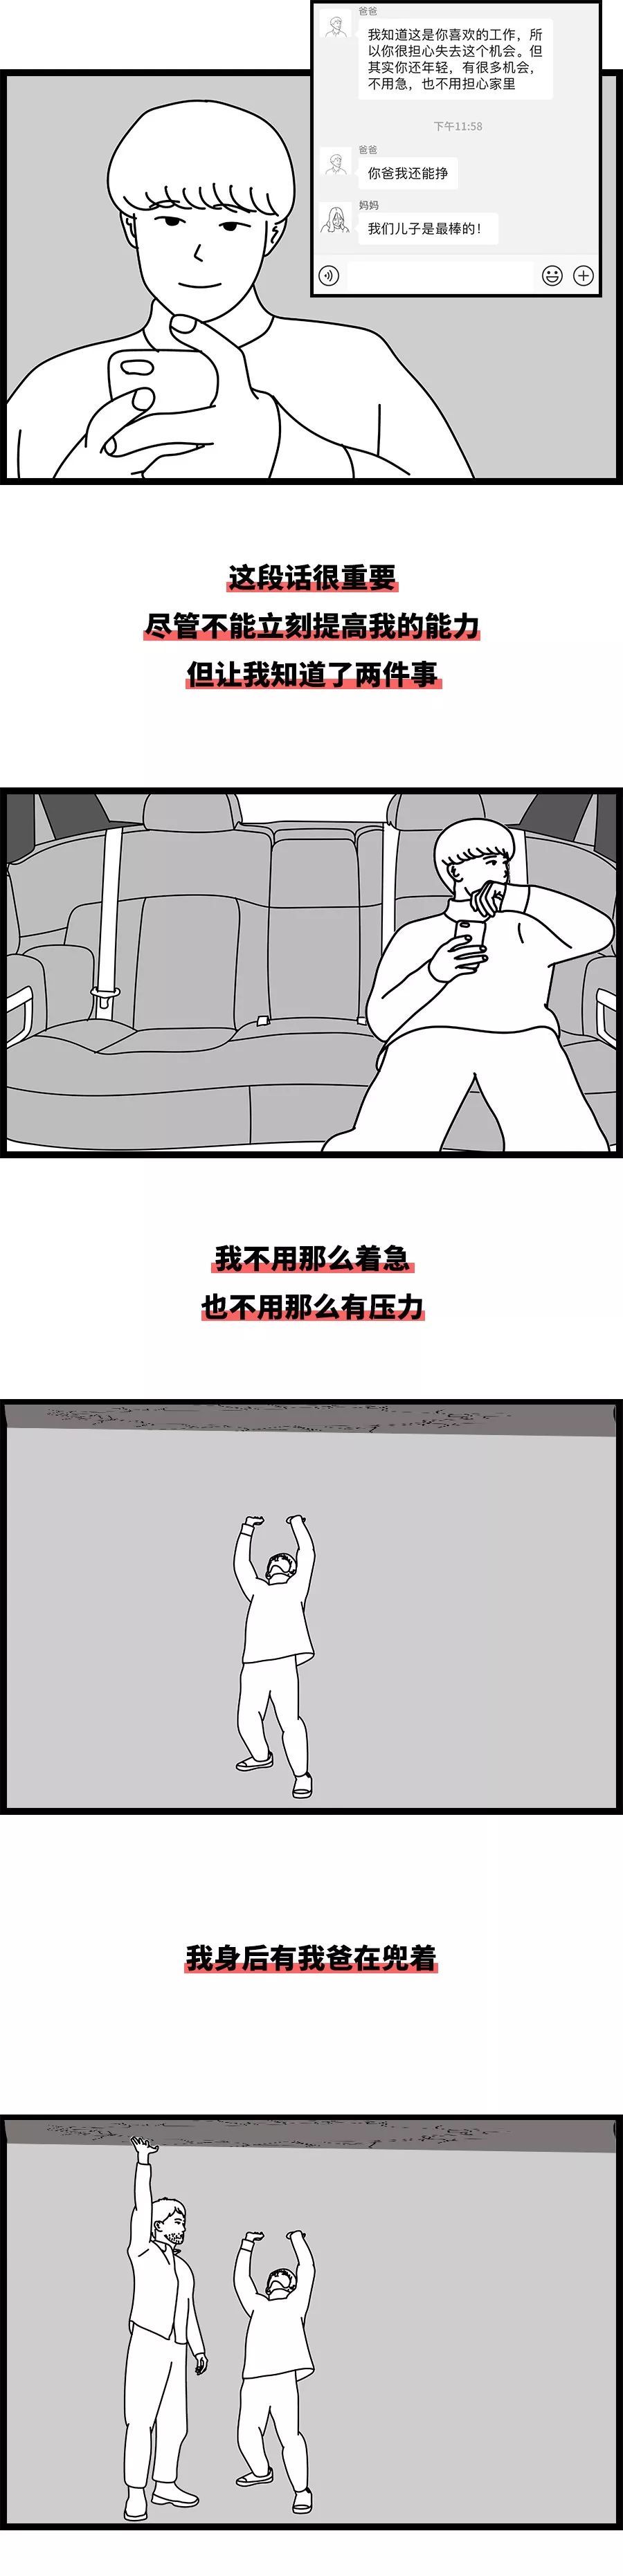 爸爸
我知道这是你喜欢的工作，所
以你很担心失去这个机会。但
其实你还年轻，有很多机会，
不用急，也不用担心家里
下午11:58
爸爸
你爸我还能挣
妈妈
我们儿子是最棒的！
这段话很重要
尽管不能立刻提高我的能力
但让我知道了两件事
我不用那么着急
也不用那么有压力
我身后有我爸在兜着